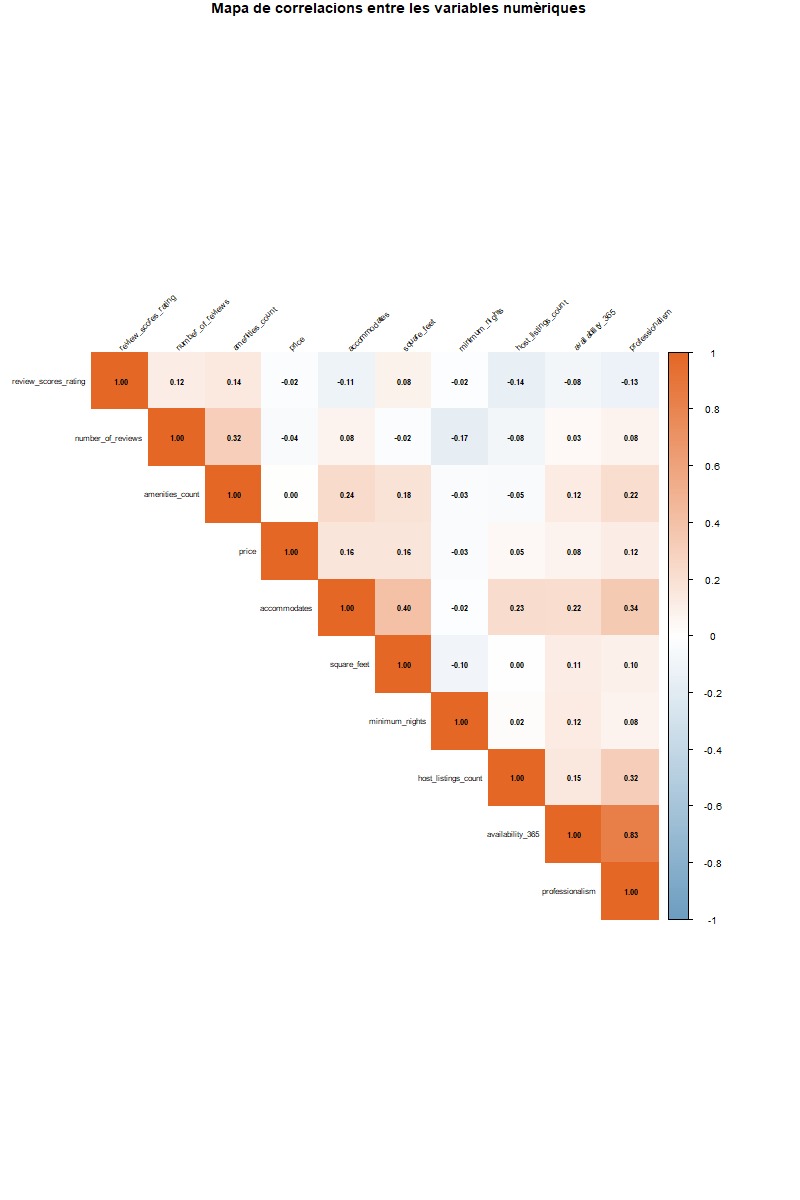 Mapa de correlacions entre les variables numèriques
review_scores_rating
number_of_reviews
amenities_count
price
accommodates
square_feet
minimum_nights
host_listings_count
availability_365
professionalism
review_scores_rating 1.00 0.12 0.14 -0.02 -0.11 0.08 -0.02 -0.14 -0.08 -0.13
number_of_reviews 1.00 0.32 -0.04 0.08 -0.02 -0.17 -0.08 0.03 0.08
amenities_count 1.00 0.00 0.24 0.18 -0.03 -0.05 0.12 0.22
price 1.00 0.16 0.16 -0.03 0.05 0.08 0.12
accommodates 1.00 0.40 -0.02 0.23 0.22 0.34
square_feet 1.00 -0.10 0.00 0.11 0.10
minimum_nights 1.00 0.02 0.12 0.08
host_listings_count 1.00 0.15 0.32
availability_365 1.00 0.83
professionalism 1.00
1
0.8
0.6
0.4
0.2
0
-0.2
-0.4
-0.6
-0.8
-1